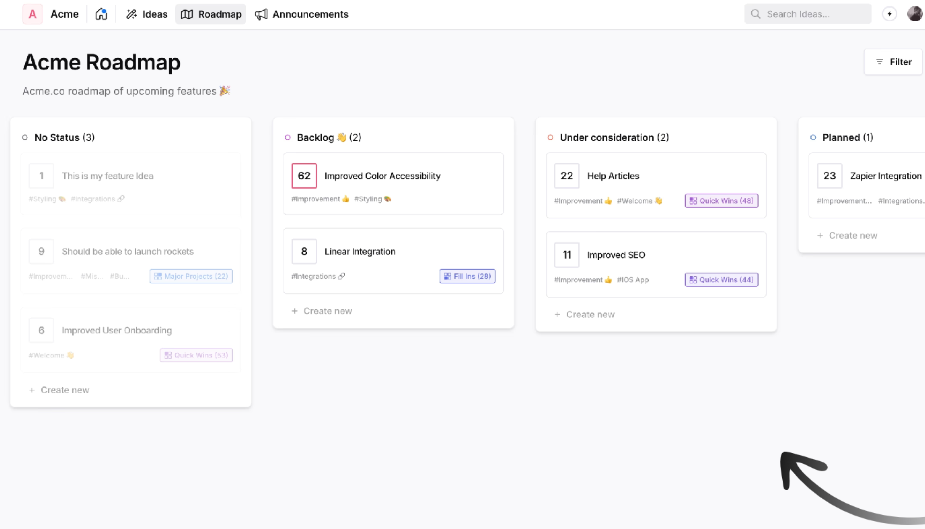 A Acme Ideas Roadmap Announcements Search Ideas...
Acme Roadmap
Filter
Acme.co roadmap of upcoming features 🎉
No Status (3)
1 This is my feature Idea
#Styling 🎨 #Integrations 🔗
9 Should be able to launch rockets
#Improvem... #Mis... #Bu... Major Projects (22)
6 Improved User Onboarding
#Welcome 👋 Quick Wins (53)
+ Create new
Backlog 👋 (2)
62 Improved Color Accessibility
#Improvement 👍 #Styling 🎨
8 Linear Integration
#Integrations 🔗 Fill Ins (28)
+ Create new
Under consideration (2)
22 Help Articles
#Improvement 👍 #Welcome 👋 Quick Wins (48)
11 Improved SEO
#Improvement 👍 #iOS App Quick Wins (44)
+ Create new
Planned (1)
23 Zapier Integration
#Improvement... #Integrations.
+ Create new